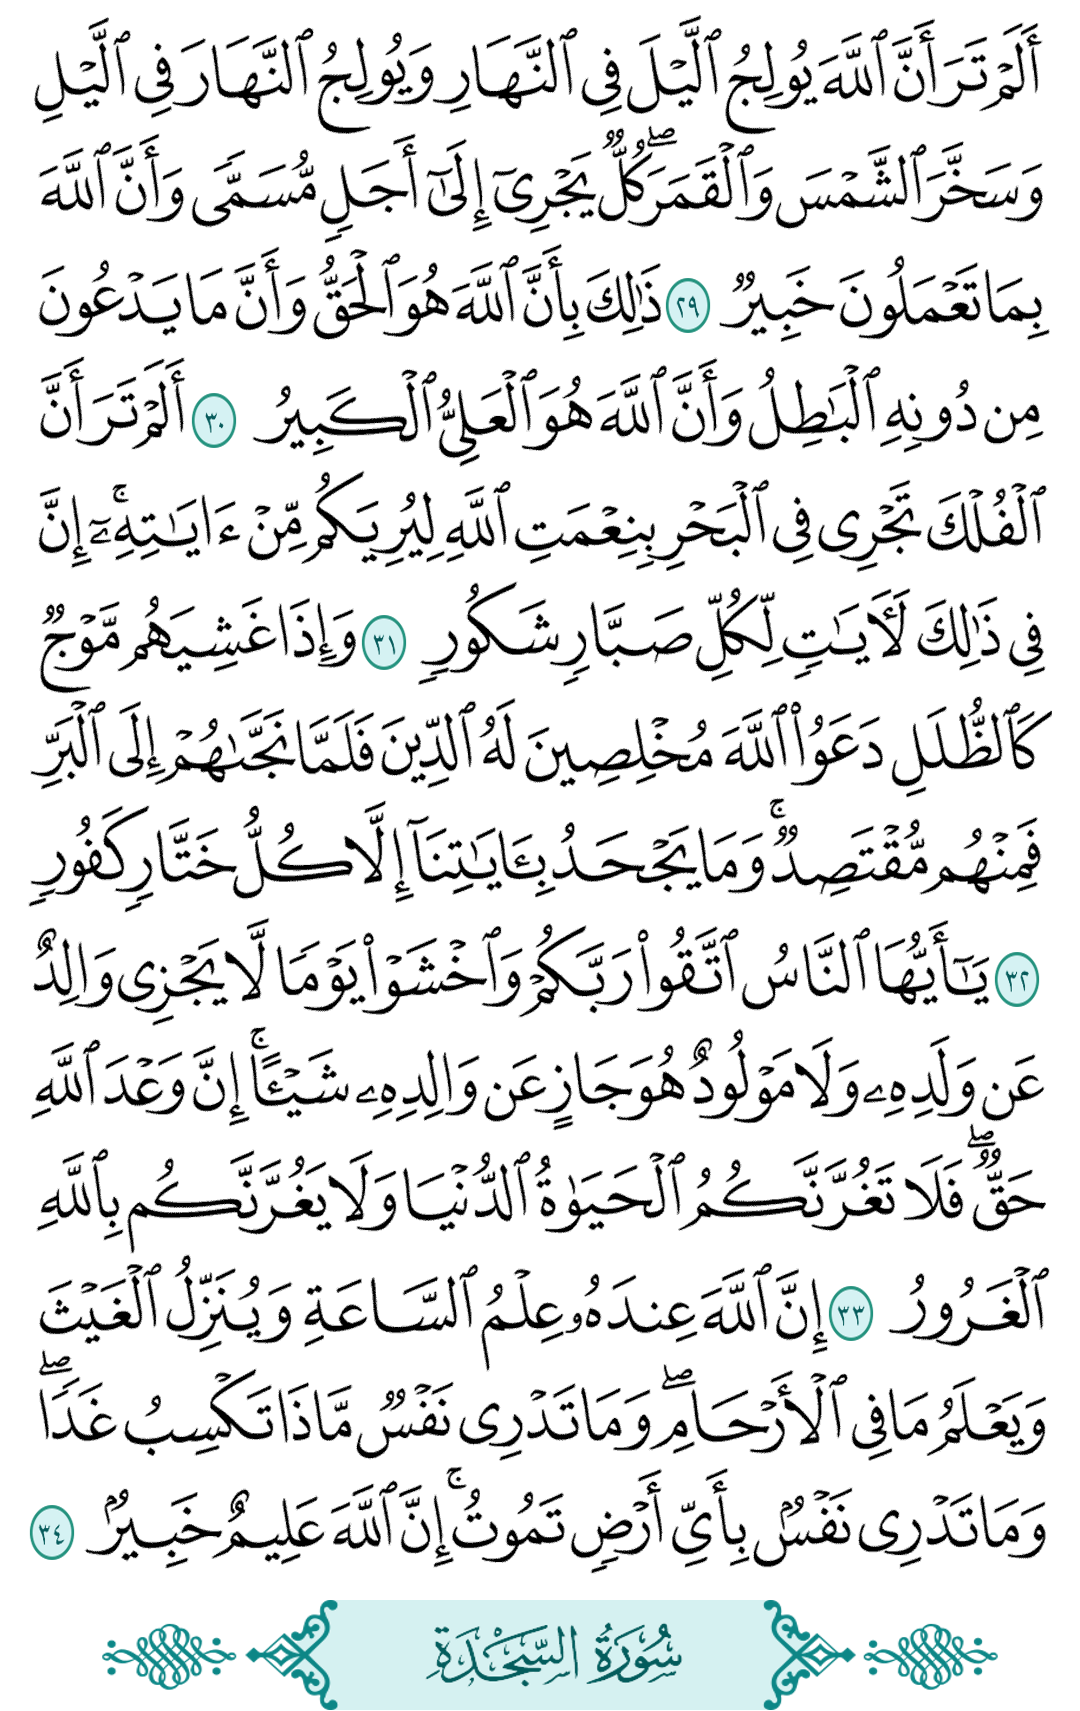 أَلَمْ تَرَ أَنَّ ٱللَّهَ يُولِجُ ٱلَّيْلَ فِى ٱلنَّهَارِ وَيُولِجُ ٱلنَّهَارَ فِى ٱلَّيْلِ
وَسَخَّرَ ٱلشَّمْسَ وَٱلْقَمَرَۖ كُلٌّ يَجْرِىٓ إِلَىٰٓ أَجَلٍ مُّسَمًّى وَأَنَّ ٱللَّهَ
بِمَا تَعْمَلُونَ خَبِيرٌ ٢٩ ذَٰلِكَ بِأَنَّ ٱللَّهَ هُوَ ٱلْحَقُّ وَأَنَّ مَا يَدْعُونَ
مِن دُونِهِ ٱلْبَٰطِلُ وَأَنَّ ٱللَّهَ هُوَ ٱلْعَلِىُّ ٱلْكَبِيرُ ٣٠ أَلَمْ تَرَ أَنَّ
ٱلْفُلْكَ تَجْرِى فِى ٱلْبَحْرِ بِنِعْمَتِ ٱللَّهِ لِيُرِيَكُم مِّنْ ءَايَٰتِهِۦٓۚ إِنَّ
فِى ذَٰلِكَ لَءَايَٰتٍ لِّكُلِّ صَبَّارٍ شَكُورٍ ٣١ وَإِذَا غَشِيَهُم مَّوْجٌ
كَٱلظُّلَلِ دَعَوُا۟ ٱللَّهَ مُخْلِصِينَ لَهُ ٱلدِّينَ فَلَمَّا نَجَّىٰهُمْ إِلَى ٱلْبَرِّ
فَمِنْهُم مُّقْتَصِدٌۚ وَمَا يَجْحَدُ بِـَٔايَٰتِنَآ إِلَّا كُلُّ خَتَّارٍ كَفُورٍ
٣٢ يَٰٓأَيُّهَا ٱلنَّاسُ ٱتَّقُوا۟ رَبَّكُمْ وَٱخْشَوْا۟ يَوْمًا لَّا يَجْزِى وَالِدٌ
عَن وَلَدِهِۦ وَلَا مَوْلُودٌ هُوَ جَازٍ عَن وَالِدِهِۦ شَيْـًٔاۚ إِنَّ وَعْدَ ٱللَّهِ
حَقٌّۖ فَلَا تَغُرَّنَّكُمُ ٱلْحَيَوٰةُ ٱلدُّنْيَا وَلَا يَغُرَّنَّكُم بِٱللَّهِ
ٱلْغَرُورُ ٣٣ إِنَّ ٱللَّهَ عِندَهُۥ عِلْمُ ٱلسَّاعَةِ وَيُنَزِّلُ ٱلْغَيْثَ
وَيَعْلَمُ مَا فِى ٱلْأَرْحَامِۖ وَمَا تَدْرِى نَفْسٌ مَّاذَا تَكْسِبُ غَدًاۖ
وَمَا تَدْرِى نَفْسٌۢ بِأَىِّ أَرْضٍ تَمُوتُۚ إِنَّ ٱللَّهَ عَلِيمٌ خَبِيرٌۢ ٣٤
سُورَةُ السَّجْدَةِ